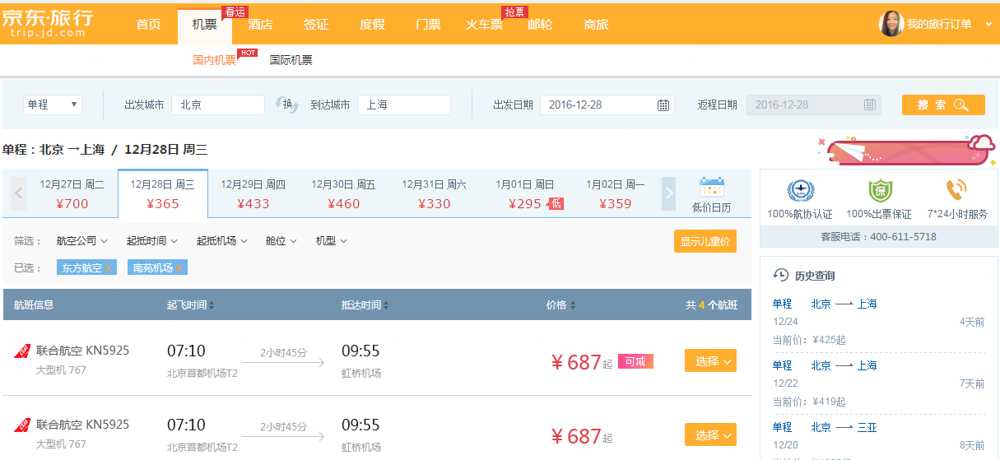 京东·旅行
trip.jd.com
首页
机票
春运
酒店
签证
度假
门票
火车票
抢票
邮轮
商旅
我的旅行订单
国内机票
HOT
国际机票
单程
出发城市
北京
换
到达城市
上海
出发日期
2016-12-28
返程日期
2016-12-28
搜 索
单程：北京 →上海 / 12月28日 周三
12月27日 周二
¥700
12月28日 周三
¥365
12月29日 周四
¥433
12月30日 周五
¥460
12月31日 周六
¥330
1月01日 周日
¥295
低
1月02日 周一
¥359
低价日历
筛选：
航空公司
起抵时间
起抵机场
舱位
机型
显示儿童价
已选：
东方航空 x
南苑机场 x
航班信息
起飞时间
抵达时间
价格
共 4 个航班
联合航空 KN5925
大型机 767
07:10
北京首都机场T2
2小时45分
09:55
虹桥机场
¥ 687起
可减
选择
联合航空 KN5925
大型机 767
07:10
北京首都机场T2
2小时45分
09:55
虹桥机场
¥ 687起
选择
100%航协认证
保
100%出票保证
7*24小时服务
客服电话：400-611-5718
历史查询
单程 北京 → 上海
12/24
4天前
当前价：¥425起
单程 北京 → 上海
12/22
7天前
当前价：¥419起
单程 北京 → 三亚
12/20
8天前